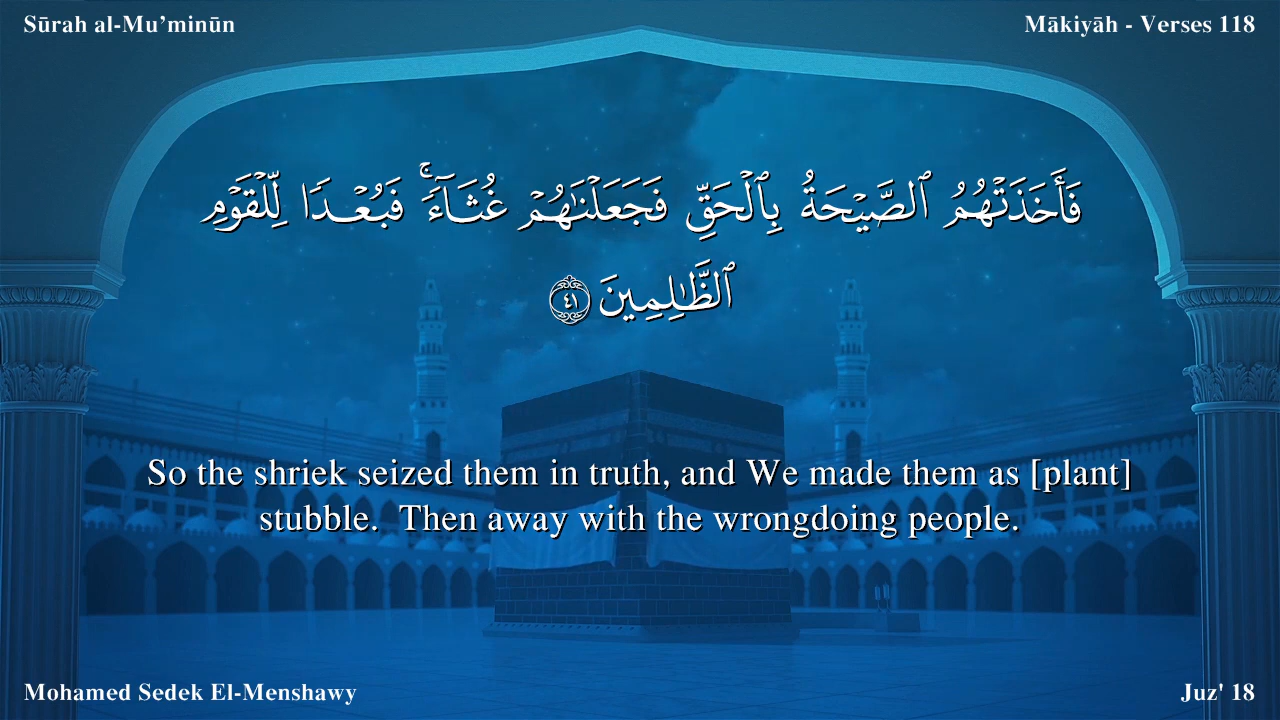 Sūrah al-Mu’minūn
Mākiyāh - Verses 118
فَأَخَذَتْهُمُ ٱلصَّيْحَةُ بِٱلْحَقِّ فَجَعَلْنَـٰهُمْ غُثَآءًۚ فَبُعْدًا لِّلْقَوْمِ
ٱلظَّـٰلِمِينَ ٤١
So the shriek seized them in truth, and We made them as [plant]
stubble.  Then away with the wrongdoing people.
Mohamed Sedek El-Menshawy
Juz' 18